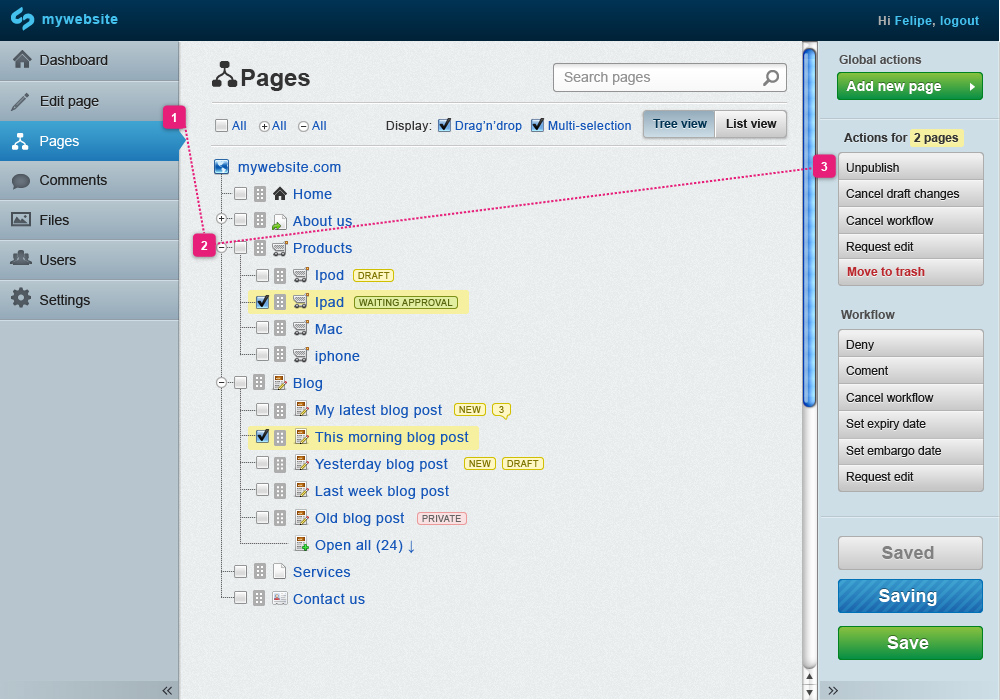 mywebsite
Hi Felipe, logout
Dashboard
Edit page
Pages
Comments
Files
Users
Settings
1
2
3
Pages
Search pages
All All All
Display: Drag'n'drop Multi-selection
Tree view List view
mywebsite.com
Home
About us
Products
Ipod DRAFT
Ipad WAITING APPROVAL
Mac
iphone
Blog
My latest blog post NEW 3
This morning blog post
Yesterday blog post NEW DRAFT
Last week blog post
Old blog post PRIVATE
Open all (24) ↓
Services
Contact us
Global actions
Add new page
Actions for 2 pages
Unpublish
Cancel draft changes
Cancel workflow
Request edit
Move to trash
Workflow
Deny
Coment
Cancel workflow
Set expiry date
Set embargo date
Request edit
Saved
Saving
Save